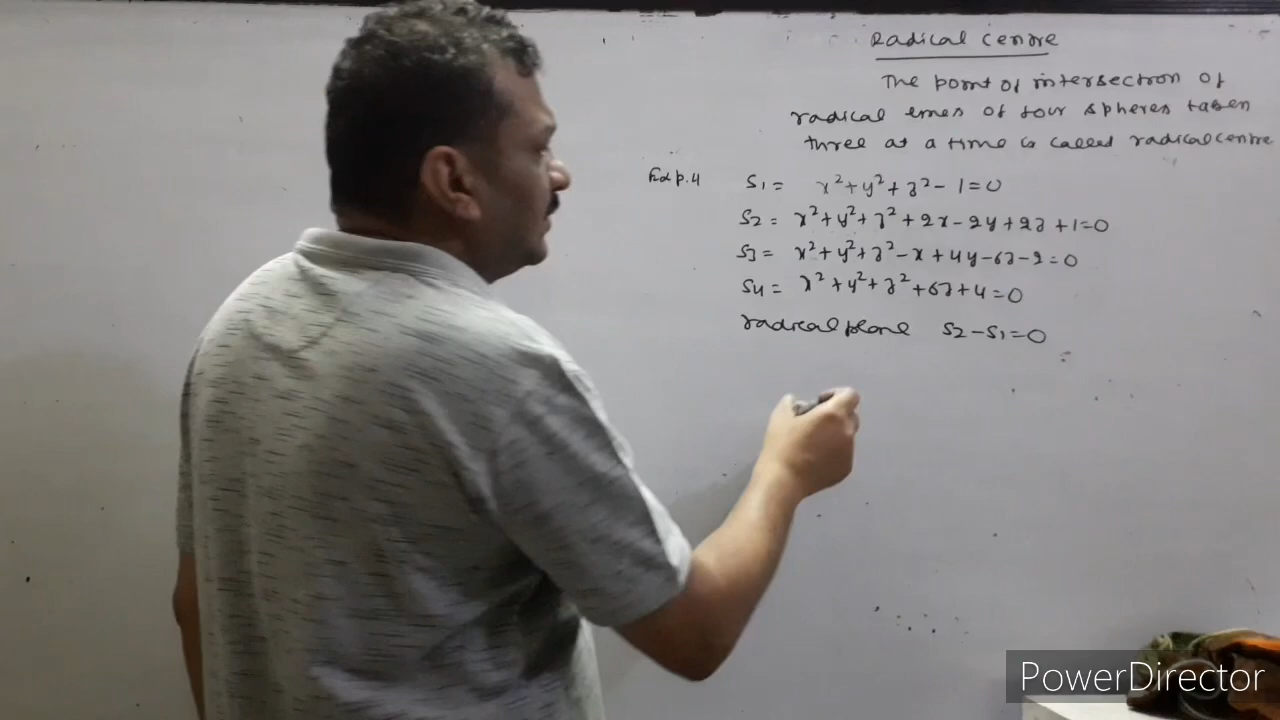 Radical Centre
The point of intersection of
radical lines of four spheres taken
three at a time is called radical centre
Exp. 4 S₁ = x² + y² + z² - 1 = 0
S₂ = x² + y² + z² + 2x - 2y + 2z + 1 = 0
S₃ = x² + y² + z² - x + 4y - 6z - 2 = 0
S₄ = x² + y² + z² + 6z + 4 = 0
radical plane S₂ - S₁ = 0
PowerDirector